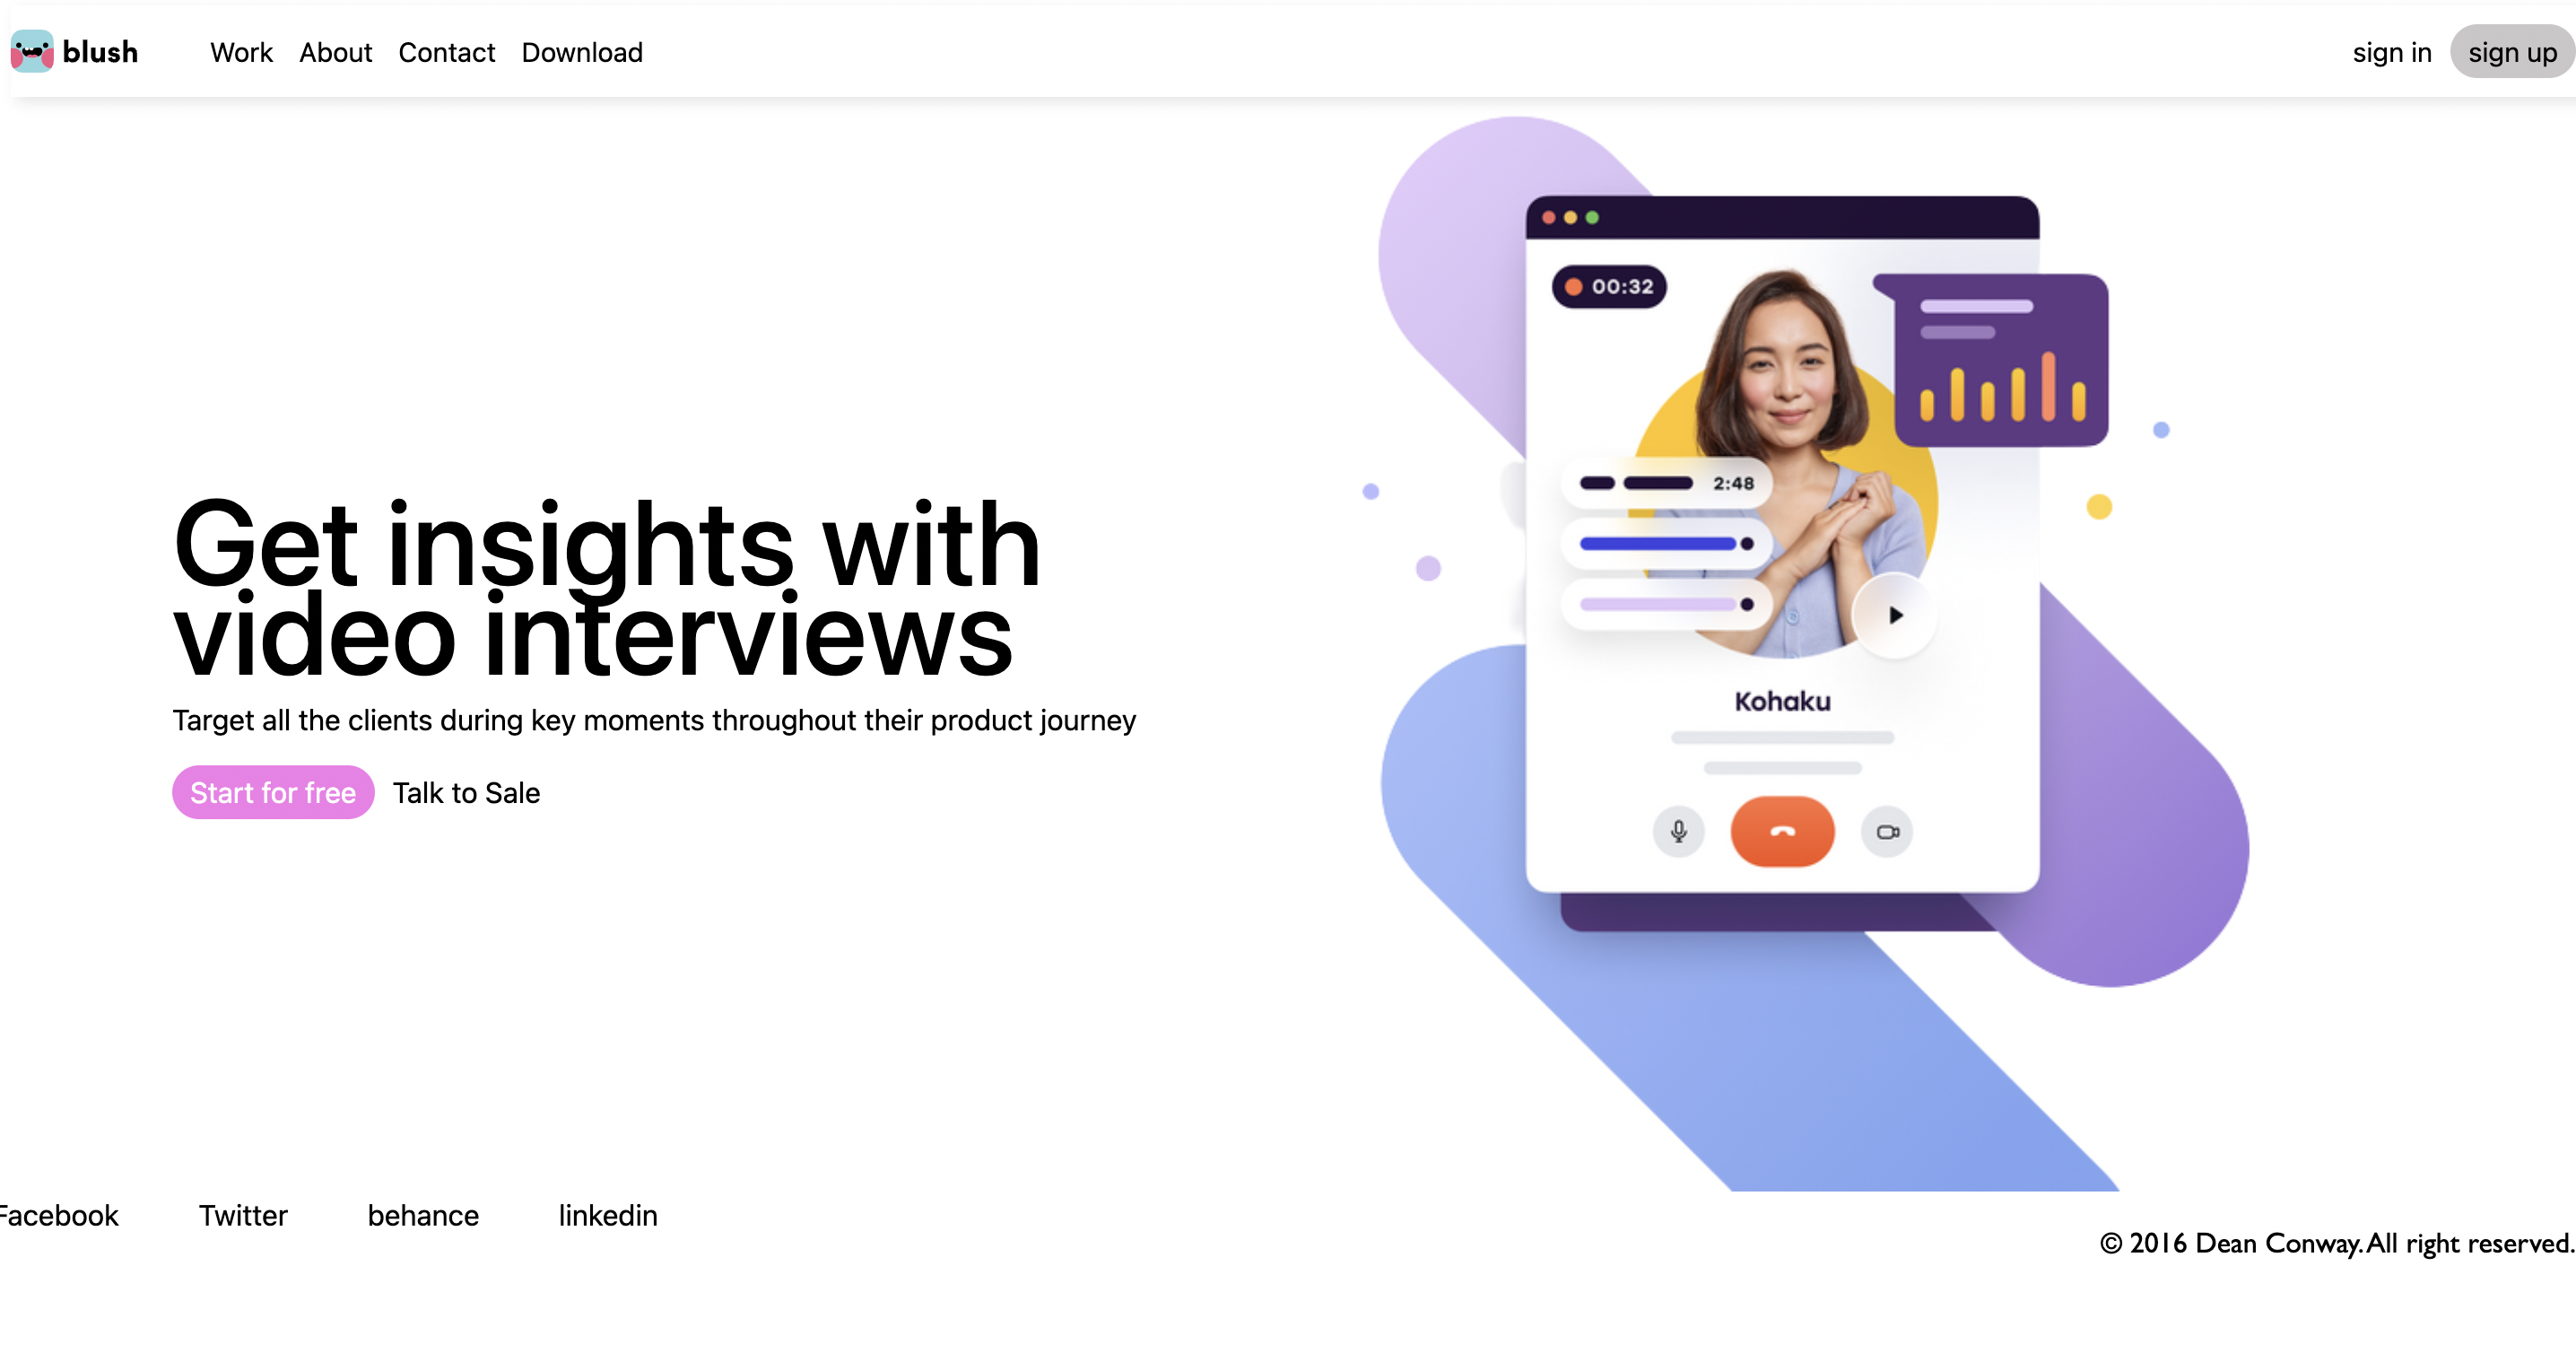 blush
Work About Contact Download
sign in sign up
Get insights with
video interviews
Target all the clients during key moments throughout their product journey
Start for free Talk to Sale
00:32
2:48
Kohaku
Facebook Twitter behance linkedin
© 2016 Dean Conway. All right reserved.